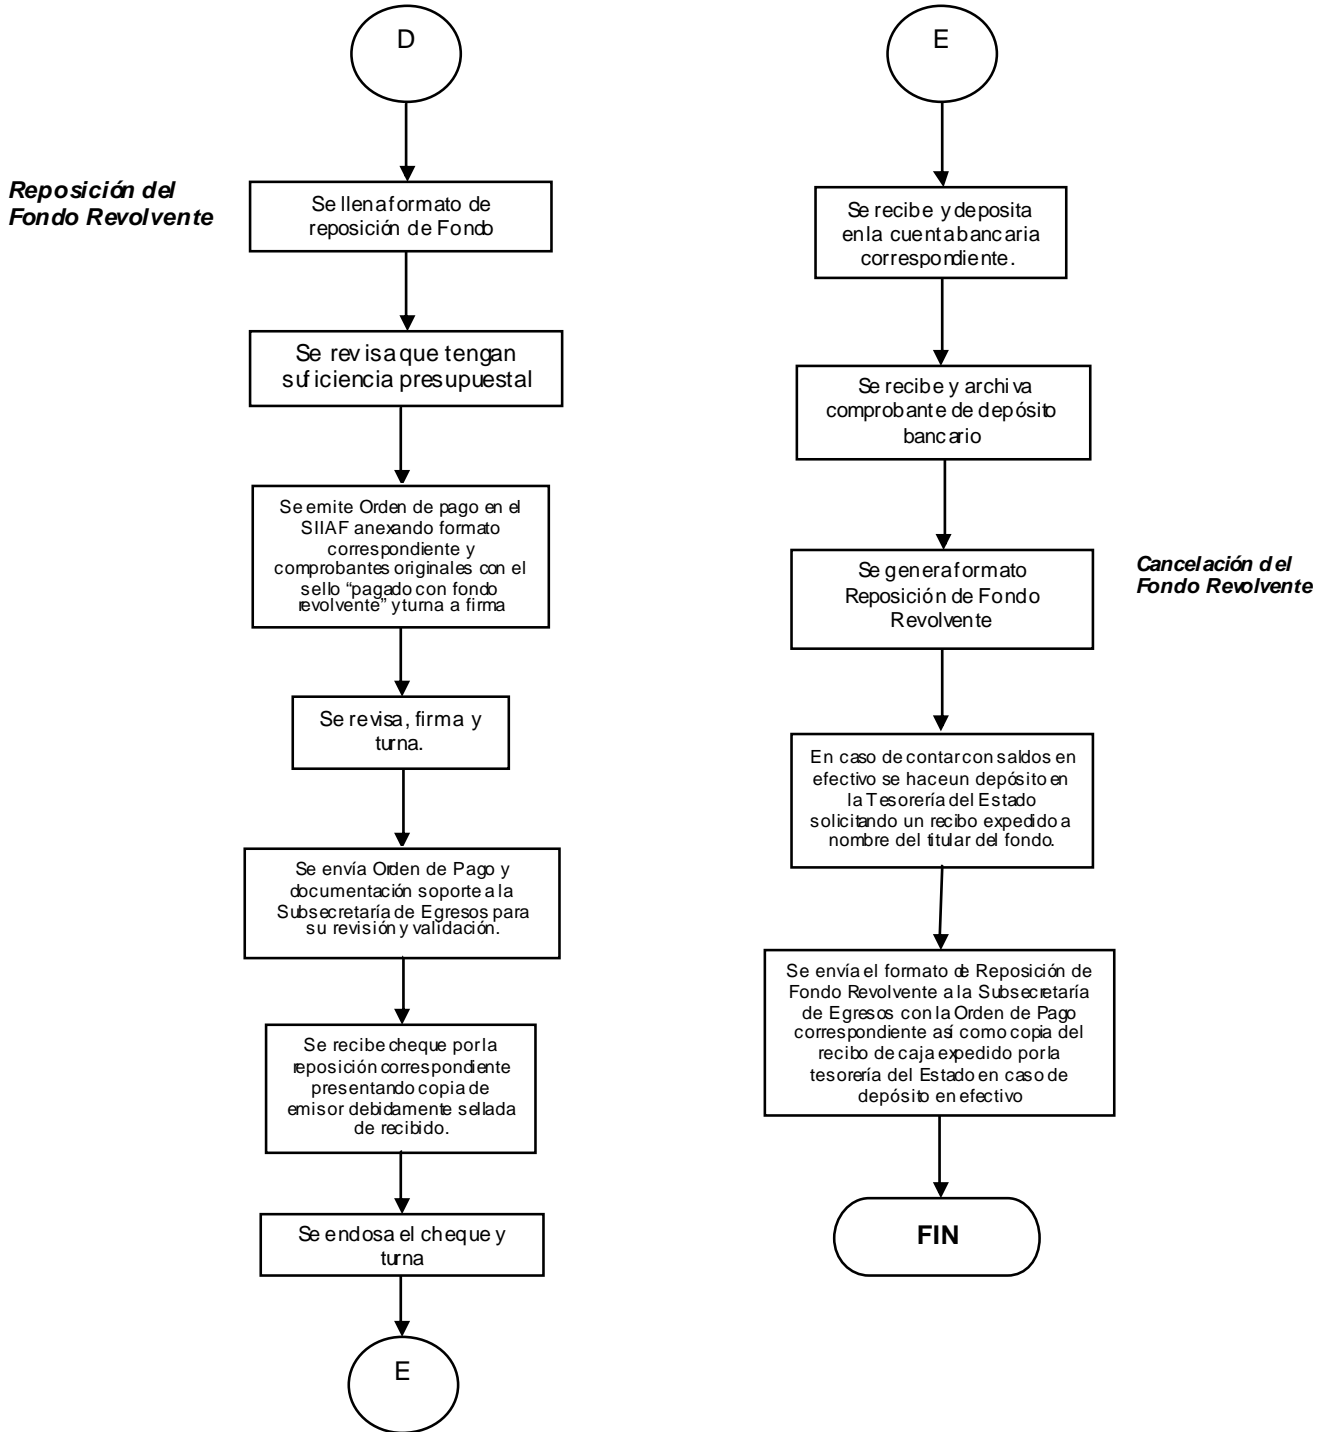 D
Reposición del
Fondo Revolvente
Se llena formato de
reposición de Fondo
Se revisa que tengan
suficiencia presupuestal
Se emite Orden de pago en el
SIIAF anexando formato
correspondiente y
comprobantes originales con el
sello “pagado con fondo
revolvente” y turna a firma
Se revisa, firma y
turna.
Se envía Orden de Pago y
documentación soporte a la
Subsecretaría de Egresos para
su revisión y validación.
Se recibe cheque por la
reposición correspondiente
presentando copia de
emisor debidamente sellada
de recibido.
Se endosa el cheque y
turna
E
E
Se recibe y deposita
en la cuenta bancaria
correspondiente.
Se recibe y archiva
comprobante de depósito
bancario
Se genera formato
Reposición de Fondo
Revolvente
Cancelación del
Fondo Revolvente
En caso de contar con saldos en
efectivo se hace un depósito en
la Tesorería del Estado
solicitando un recibo expedido a
nombre del titular del fondo.
Se envía el formato de Reposición de
Fondo Revolvente a la Subsecretaría
de Egresos con la Orden de Pago
correspondiente así como copia del
recibo de caja expedido por la
tesorería del Estado en caso de
depósito en efectivo
FIN